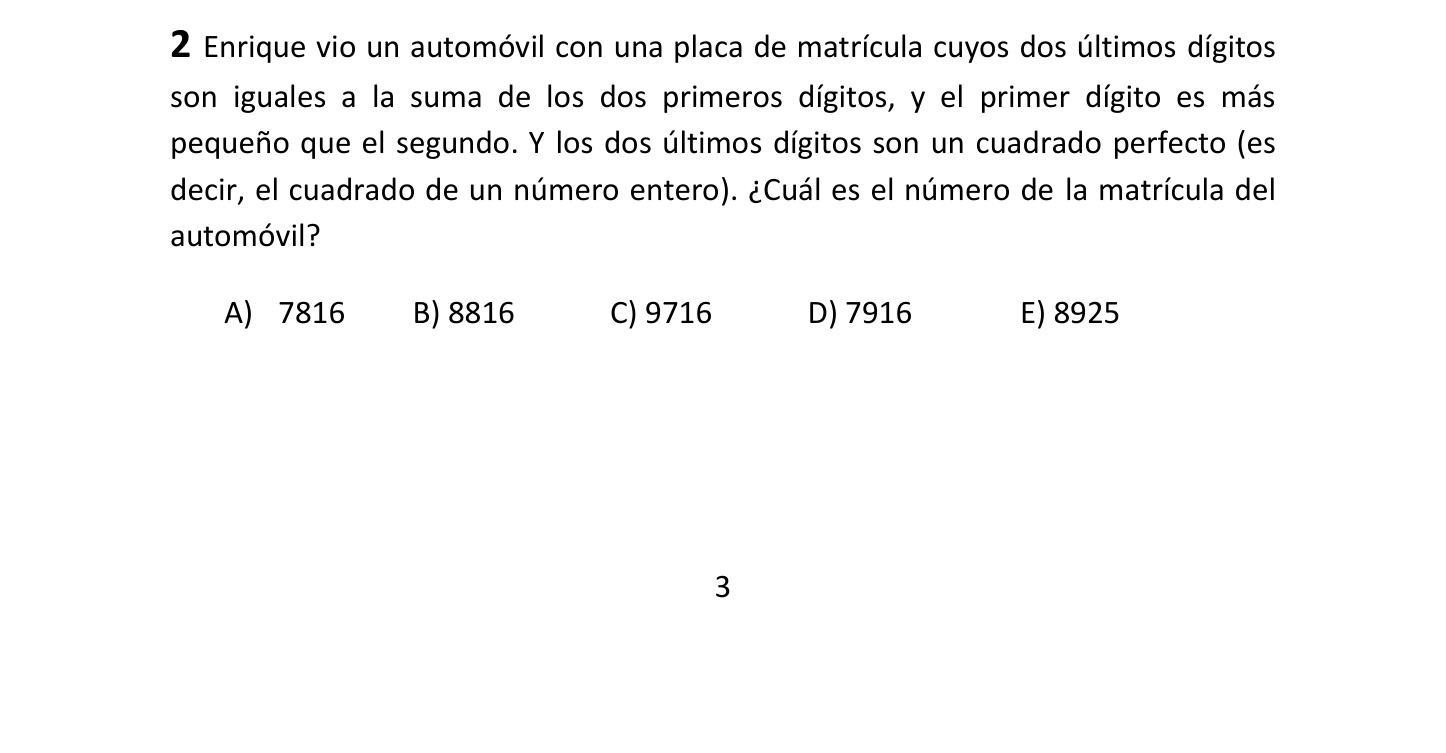 2 Enrique vio un automóvil con una placa de matrícula cuyos dos últimos dígitos
son iguales a la suma de los dos primeros dígitos, y el primer dígito es más
pequeño que el segundo. Y los dos últimos dígitos son un cuadrado perfecto (es
decir, el cuadrado de un número entero). ¿Cuál es el número de la matrícula del
automóvil?
A) 7816 B) 8816 C) 9716 D) 7916 E) 8925
3